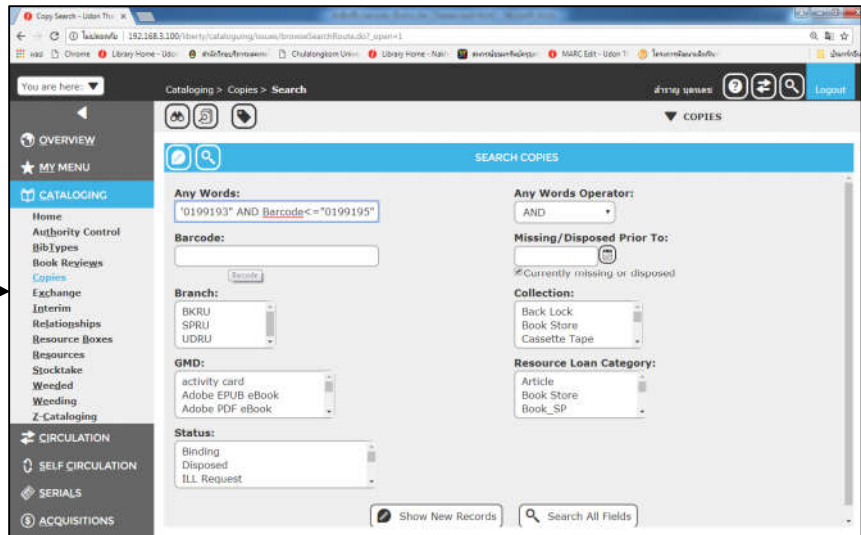 Copy Search - Udon Tha
192.168.3.100/liberty/cataloguing/issues/browseSearchRoute.do?_open=1
แอป Chrome Library Home - Udo Chulalongkorn Univ Library Home - Nakh MARC Edit - Udon T
You are here: ▼
Cataloging > Copies > Search
Logout
▼ COPIES
OVERVIEW
MY MENU
CATALOGING
Home
Authority Control
BibTypes
Book Reviews
Copies
Exchange
Interim
Relationships
Resource Boxes
Resources
Stocktake
Weeded
Weeding
Z-Cataloging
CIRCULATION
SELF CIRCULATION
SERIALS
ACQUISITIONS
SEARCH COPIES
Any Words:
"0199193" AND Barcode<="0199195"
Any Words Operator:
AND
Barcode:
Barcode
Missing/Disposed Prior To:
Currently missing or disposed
Branch:
BKRU
SPRU
UDRU
Collection:
Back Lock
Book Store
Cassette Tape
GMD:
activity card
Adobe EPUB eBook
Adobe PDF eBook
Resource Loan Category:
Article
Book Store
Book_SP
Status:
Binding
Disposed
ILL Request
Show New Records
Search All Fields